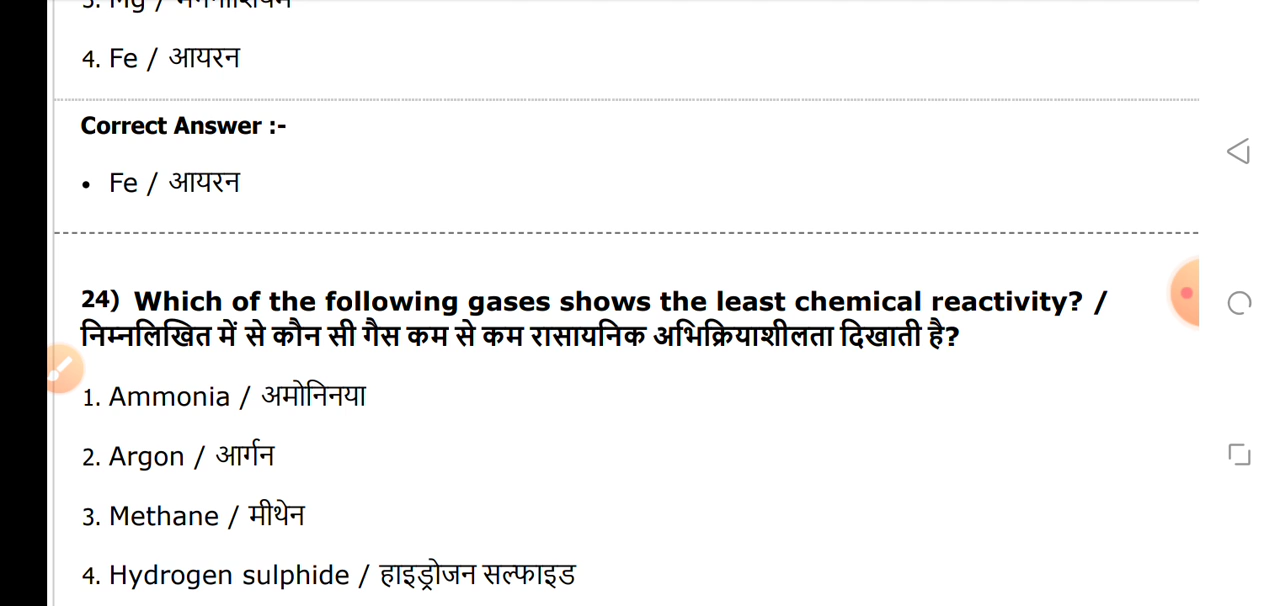 4. Fe / आयरन
Correct Answer :-
• Fe / आयरन
24) Which of the following gases shows the least chemical reactivity? /
निम्नलिखित में से कौन सी गैस कम से कम रासायनिक अभिक्रियाशीलता दिखाती है?
1. Ammonia / अमोनिनया
2. Argon / आर्गन
3. Methane / मीथेन
4. Hydrogen sulphide / हाइड्रोजन सल्फाइड